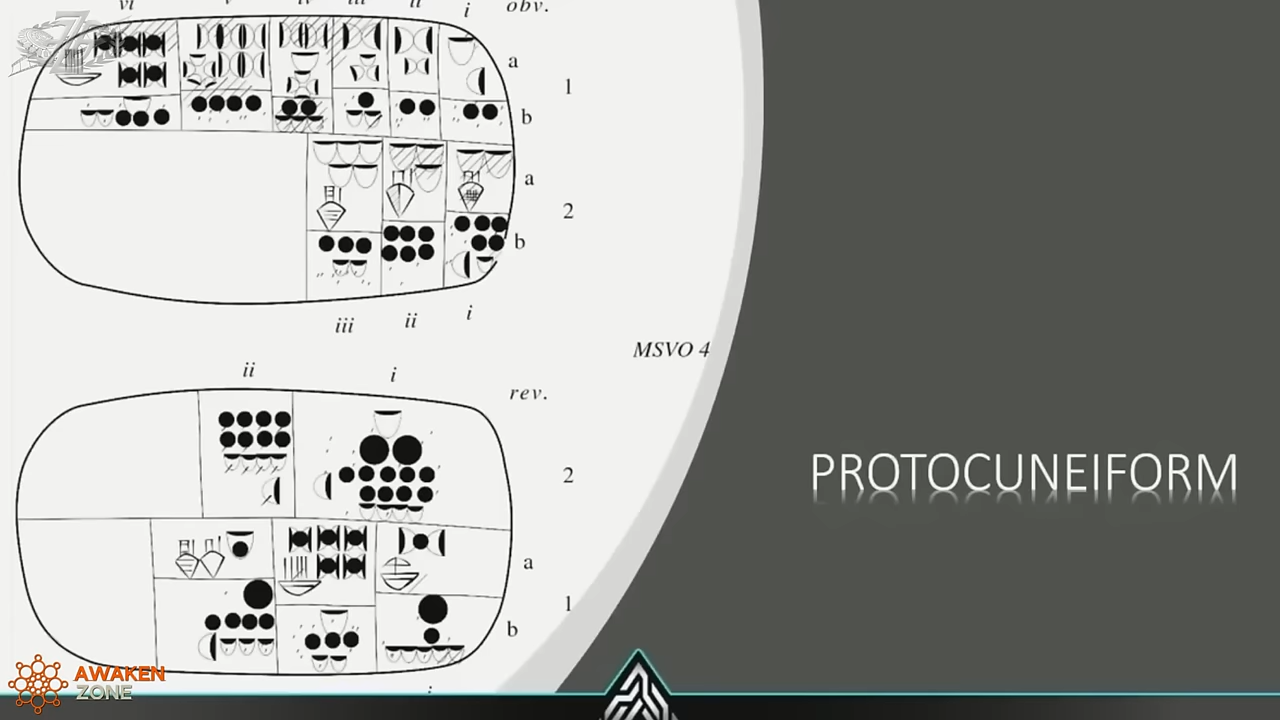 vi v iv iii ii i obv.
a
1
b
a
2
b
iii ii i
MSVO 4
ii i
rev.
2
PROTOCUNEIFORM
a
1
b
i
AWAKEN
ZONE